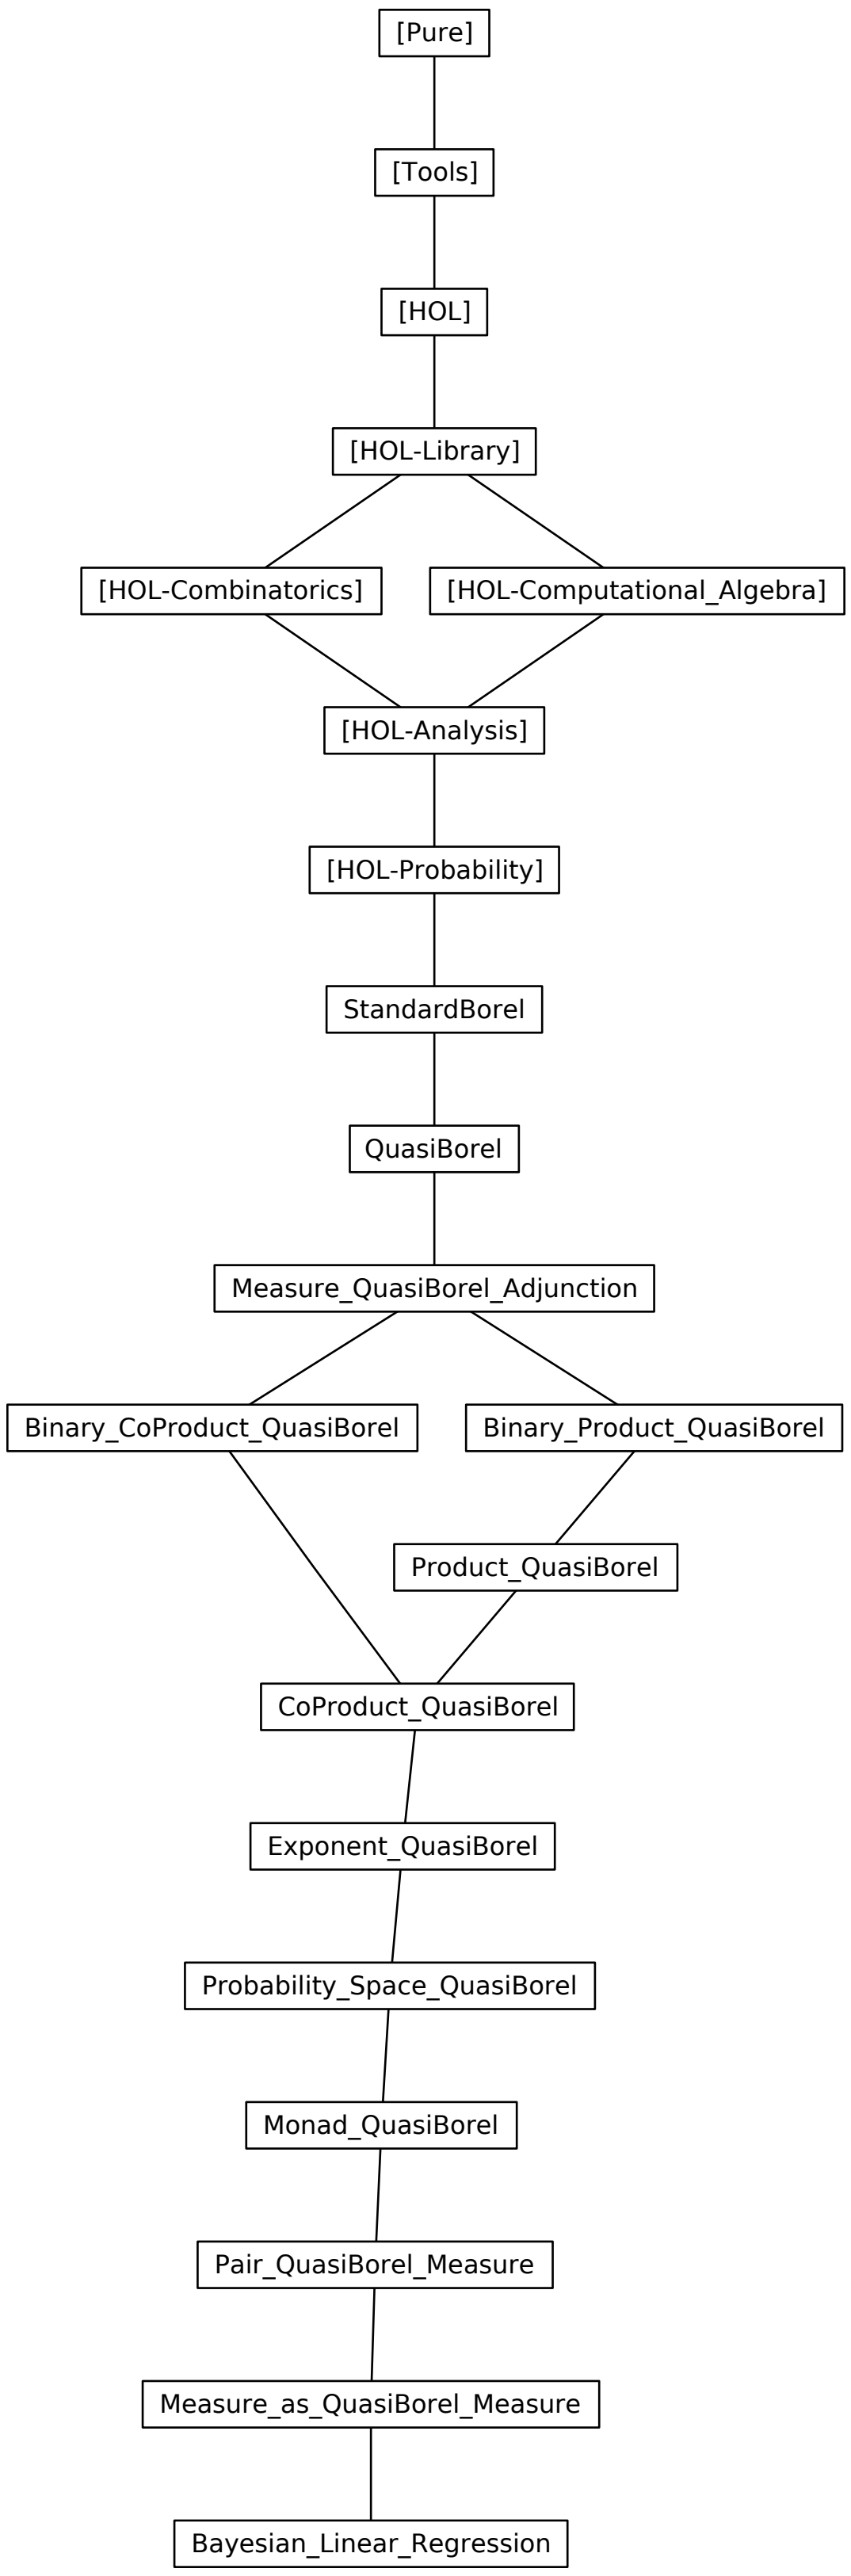 [Pure]
[Tools]
[HOL]
[HOL-Library]
[HOL-Combinatorics]
[HOL-Computational_Algebra]
[HOL-Analysis]
[HOL-Probability]
StandardBorel
QuasiBorel
Measure_QuasiBorel_Adjunction
Binary_CoProduct_QuasiBorel
Binary_Product_QuasiBorel
Product_QuasiBorel
CoProduct_QuasiBorel
Exponent_QuasiBorel
Probability_Space_QuasiBorel
Monad_QuasiBorel
Pair_QuasiBorel_Measure
Measure_as_QuasiBorel_Measure
Bayesian_Linear_Regression